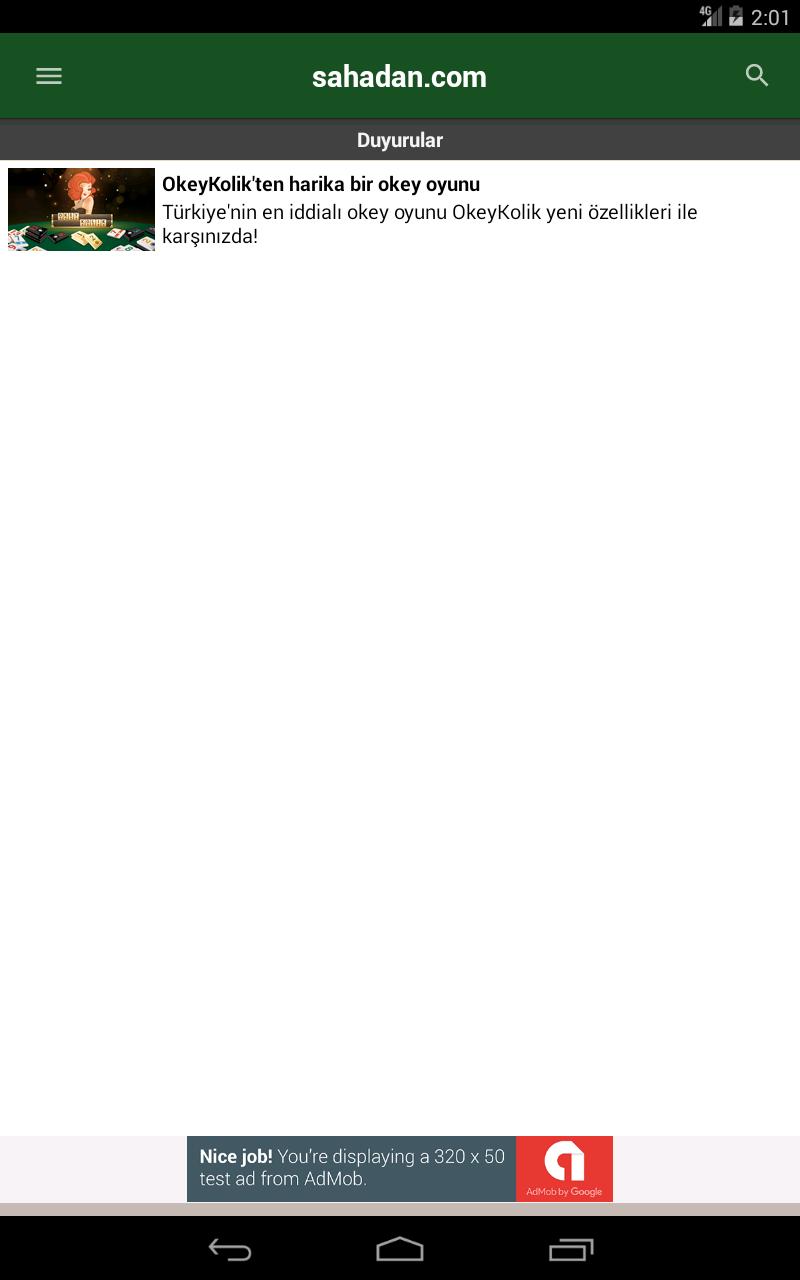 4G 2:01
sahadan.com
Duyurular
OkeyKolik'ten harika bir okey oyunu
Türkiye'nin en iddialı okey oyunu OkeyKolik yeni özellikleri ile
karşınızda!
Nice job! You're displaying a 320 x 50
test ad from AdMob.
AdMob by Google